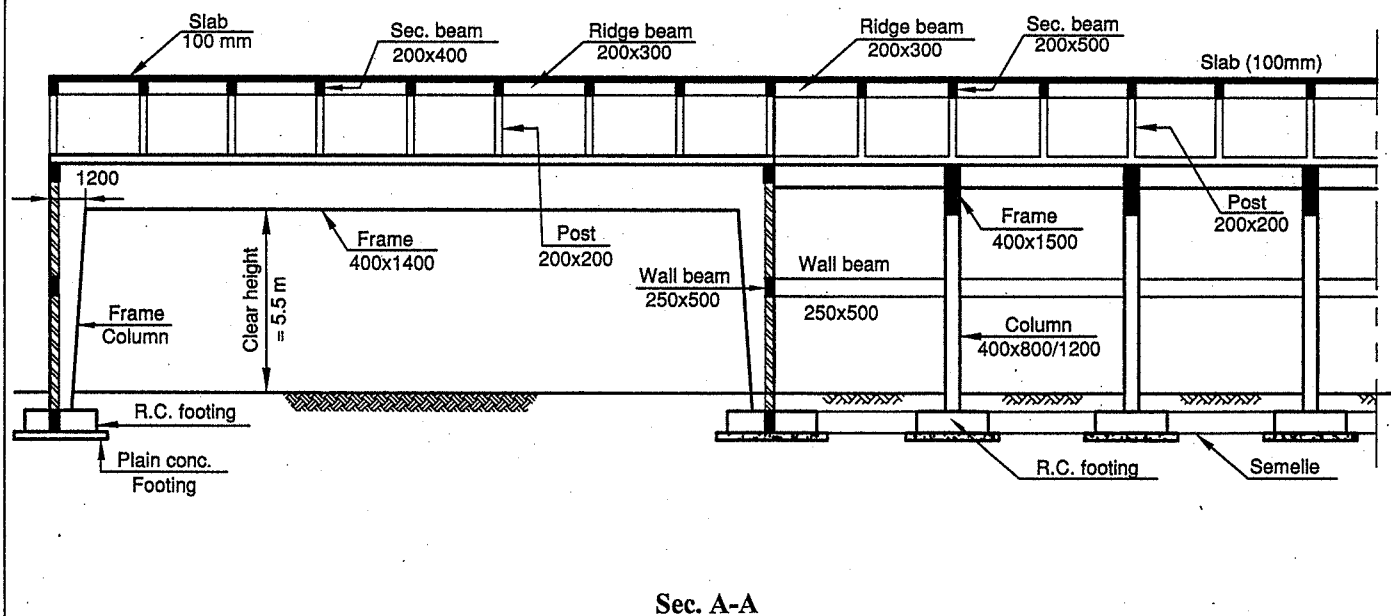 Slab
100 mm
Sec. beam
200x400
Ridge beam
200x300
Ridge beam
200x300
Sec. beam
200x500
Slab (100mm)
1200
Frame
400x1400
Post
200x200
Frame
400x1500
Post
200x200
Clear height
= 5.5 m
Wall beam
250x500
Wall beam
250x500
Frame
Column
Column
400x800/1200
R.C. footing
Plain conc.
Footing
R.C. footing
Semelle
Sec. A-A